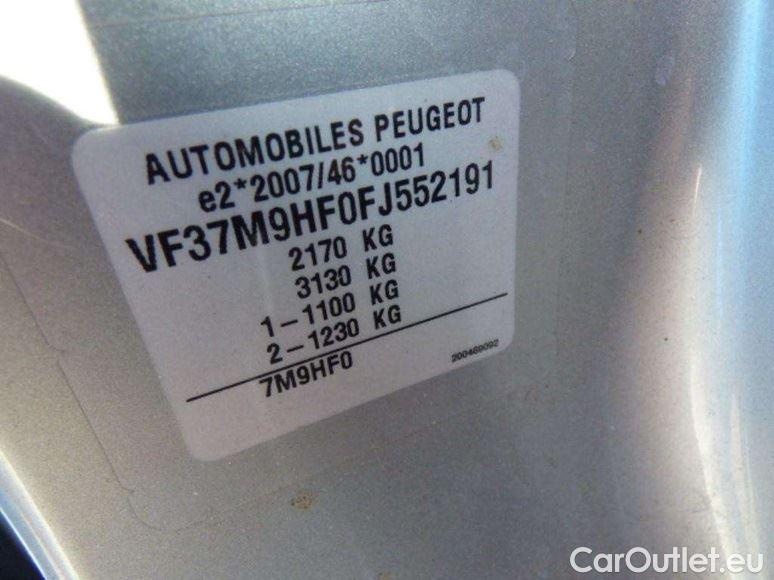 AUTOMOBILES PEUGEOT
e2*2007/46*0001
VF37M9HF0FJ552191
2170 KG
3130 KG
1-1100 KG
2-1230 KG
7M9HF0
200469092
CarOutlet.eu